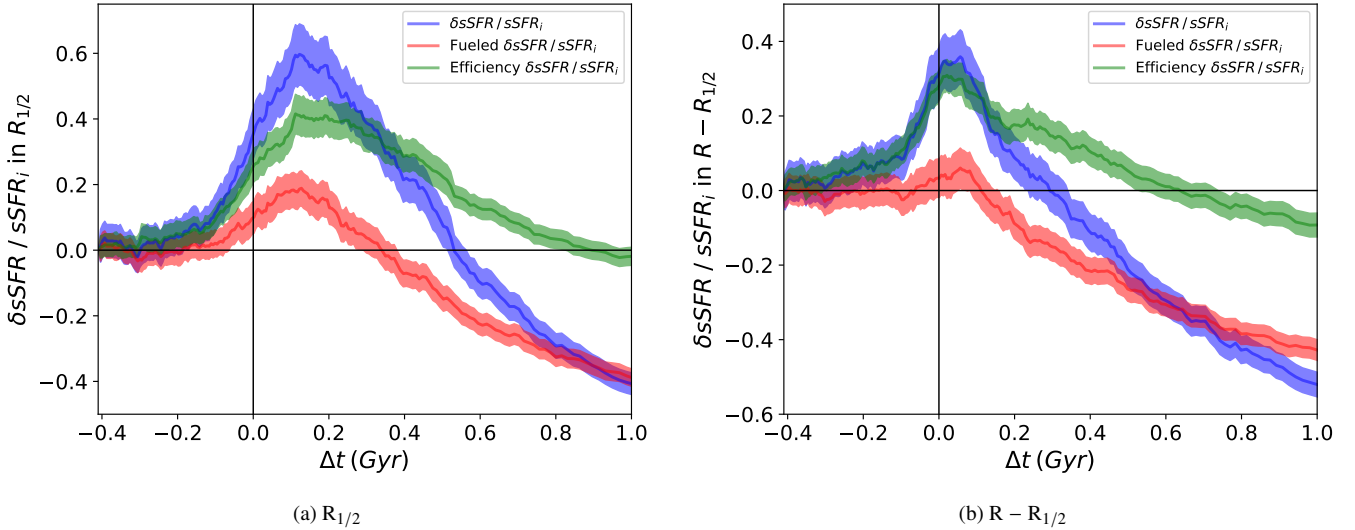 δsSFR / sSFR_i
Fueled δsSFR / sSFR_i
Efficiency δsSFR / sSFR_i
δsSFR / sSFR_i in R_{1/2}
0.6
0.4
0.2
0.0
−0.2
−0.4
−0.4 −0.2 0.0 0.2 0.4 0.6 0.8 1.0
Δt (Gyr)
(a) R_{1/2}
δsSFR / sSFR_i
Fueled δsSFR / sSFR_i
Efficiency δsSFR / sSFR_i
δsSFR / sSFR_i in R − R_{1/2}
0.4
0.2
0.0
−0.2
−0.4
−0.6
−0.4 −0.2 0.0 0.2 0.4 0.6 0.8 1.0
Δt (Gyr)
(b) R − R_{1/2}